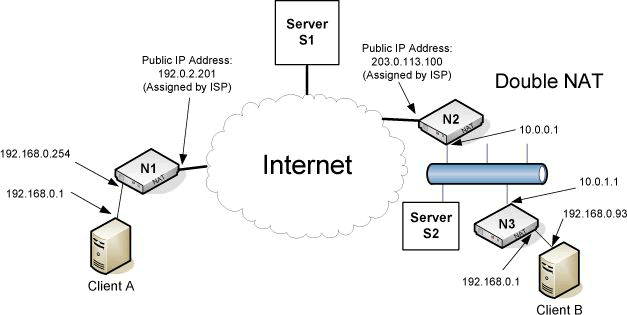 Server
S1
Public IP Address:
192.0.2.201
(Assigned by ISP)
Public IP Address:
203.0.113.100
(Assigned by ISP)
Double NAT
N2
NAT
10.0.0.1
192.168.0.254
N1
NAT
Internet
192.168.0.1
10.0.1.1
Server
S2
N3
NAT
192.168.0.93
192.168.0.1
Client A
Client B